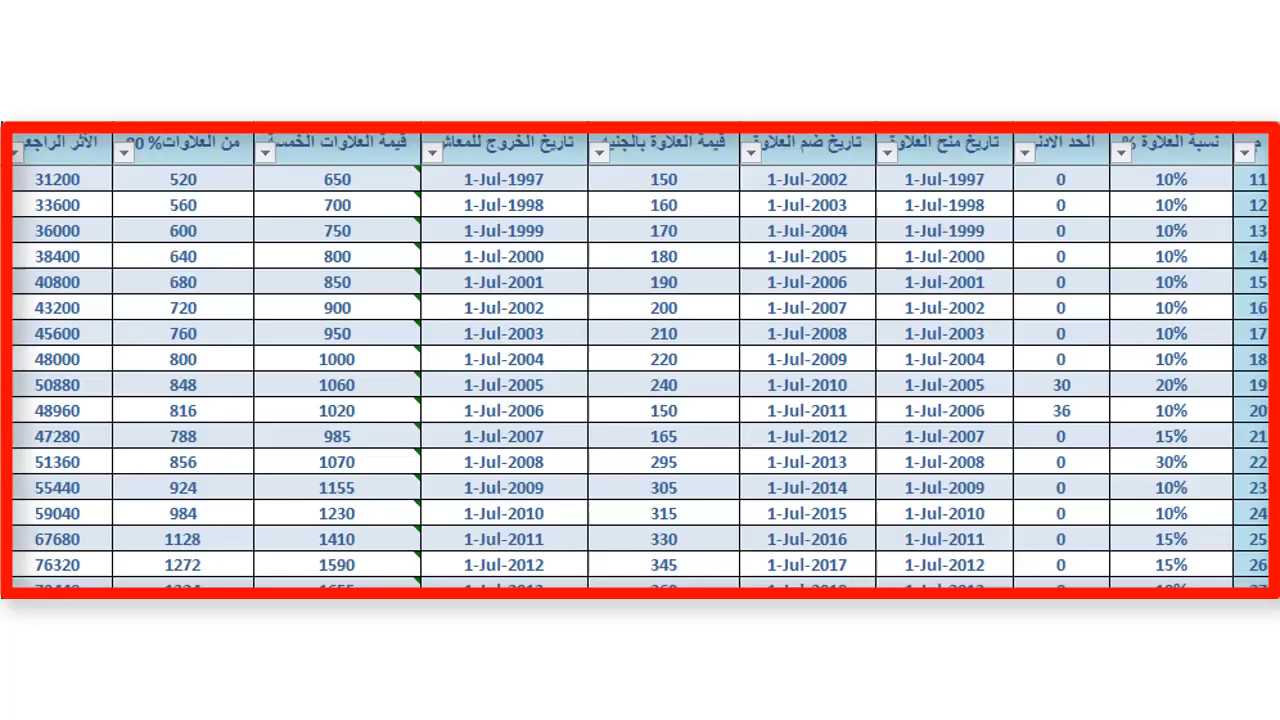 م نسبة العلاوة % الحد الادنى تاريخ منح العلاوة تاريخ ضم العلاوة قيمة العلاوة بالجنيه تاريخ الخروج للمعاش قيمة العلاوات الخمسة 80% من العلاوات الأثر الراجع
11 10% 0 1-Jul-1997 1-Jul-2002 150 1-Jul-1997 650 520 31200
12 10% 0 1-Jul-1998 1-Jul-2003 160 1-Jul-1998 700 560 33600
13 10% 0 1-Jul-1999 1-Jul-2004 170 1-Jul-1999 750 600 36000
14 10% 0 1-Jul-2000 1-Jul-2005 180 1-Jul-2000 800 640 38400
15 10% 0 1-Jul-2001 1-Jul-2006 190 1-Jul-2001 850 680 40800
16 10% 0 1-Jul-2002 1-Jul-2007 200 1-Jul-2002 900 720 43200
17 10% 0 1-Jul-2003 1-Jul-2008 210 1-Jul-2003 950 760 45600
18 10% 0 1-Jul-2004 1-Jul-2009 220 1-Jul-2004 1000 800 48000
19 20% 30 1-Jul-2005 1-Jul-2010 240 1-Jul-2005 1060 848 50880
20 10% 36 1-Jul-2006 1-Jul-2011 150 1-Jul-2006 1020 816 48960
21 15% 0 1-Jul-2007 1-Jul-2012 165 1-Jul-2007 985 788 47280
22 30% 0 1-Jul-2008 1-Jul-2013 295 1-Jul-2008 1070 856 51360
23 10% 0 1-Jul-2009 1-Jul-2014 305 1-Jul-2009 1155 924 55440
24 10% 0 1-Jul-2010 1-Jul-2015 315 1-Jul-2010 1230 984 59040
25 15% 0 1-Jul-2011 1-Jul-2016 330 1-Jul-2011 1410 1128 67680
26 15% 0 1-Jul-2012 1-Jul-2017 345 1-Jul-2012 1590 1272 76320